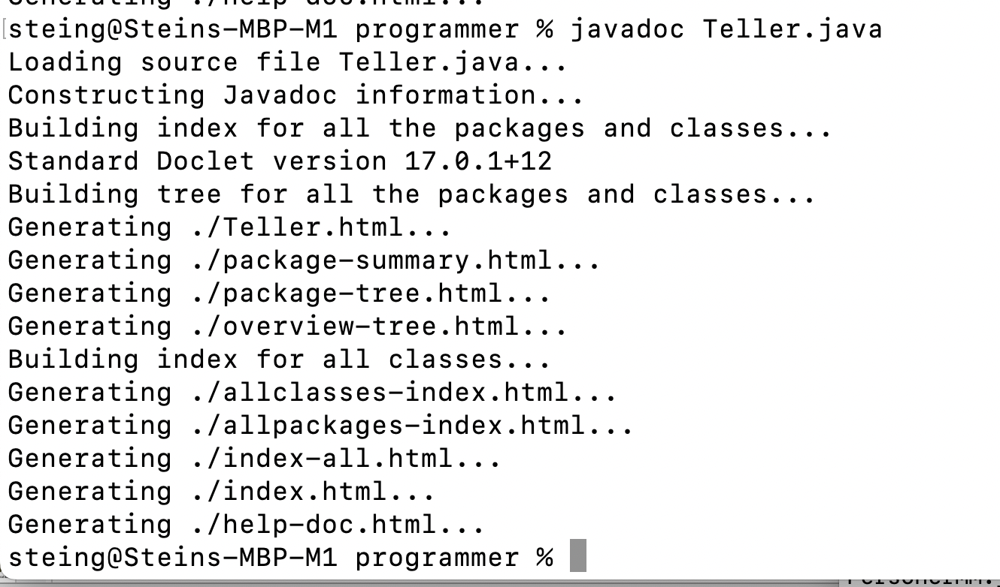 Generating ./help-doc.html...
steing@Steins-MBP-M1 programmer % javadoc Teller.java
Loading source file Teller.java...
Constructing Javadoc information...
Building index for all the packages and classes...
Standard Doclet version 17.0.1+12
Building tree for all the packages and classes...
Generating ./Teller.html...
Generating ./package-summary.html...
Generating ./package-tree.html...
Generating ./overview-tree.html...
Building index for all classes...
Generating ./allclasses-index.html...
Generating ./allpackages-index.html...
Generating ./index-all.html...
Generating ./index.html...
Generating ./help-doc.html...
steing@Steins-MBP-M1 programmer %